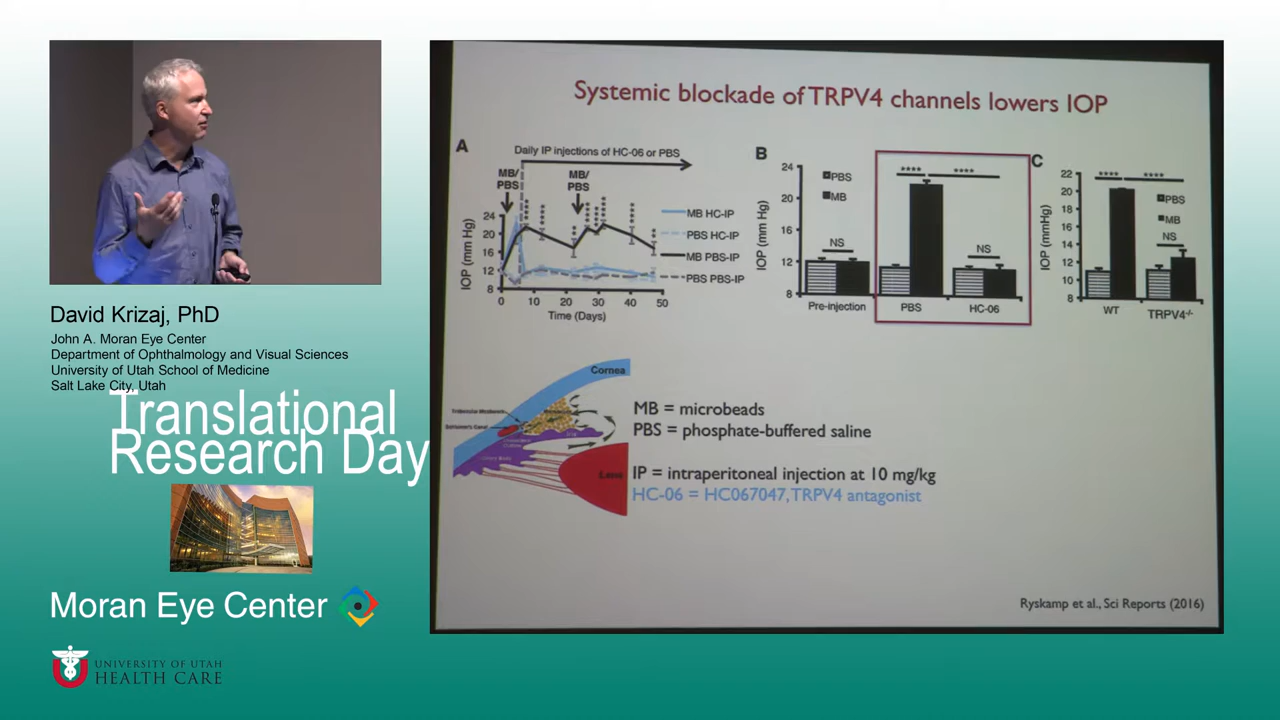 David Krizaj, PhD
John A. Moran Eye Center
Department of Ophthalmology and Visual Sciences
University of Utah School of Medicine
Salt Lake City, Utah
Translational
Research Day
Moran Eye Center
UNIVERSITY OF UTAH
HEALTH CARE
Systemic blockade of TRPV4 channels lowers IOP
A
Daily IP injections of HC-06 or PBS
MB/
PBS
MB/
PBS
IOP (mm Hg)
24
20
16
12
8
0 10 20 30 40 50
Time (Days)
MB HC-IP
PBS HC-IP
MB PBS-IP
PBS PBS-IP
B
IOP (mm Hg)
24
20
16
12
8
PBS
MB
NS
****
****
NS
Pre-injection PBS HC-06
C
IOP (mmHg)
22
20
18
16
14
12
10
8
****
****
PBS
MB
NS
WT TRPV4-/-
Cornea
Lens
MB = microbeads
PBS = phosphate-buffered saline
IP = intraperitoneal injection at 10 mg/kg
HC-06 = HC067047, TRPV4 antagonist
Ryskamp et al., Sci Reports (2016)